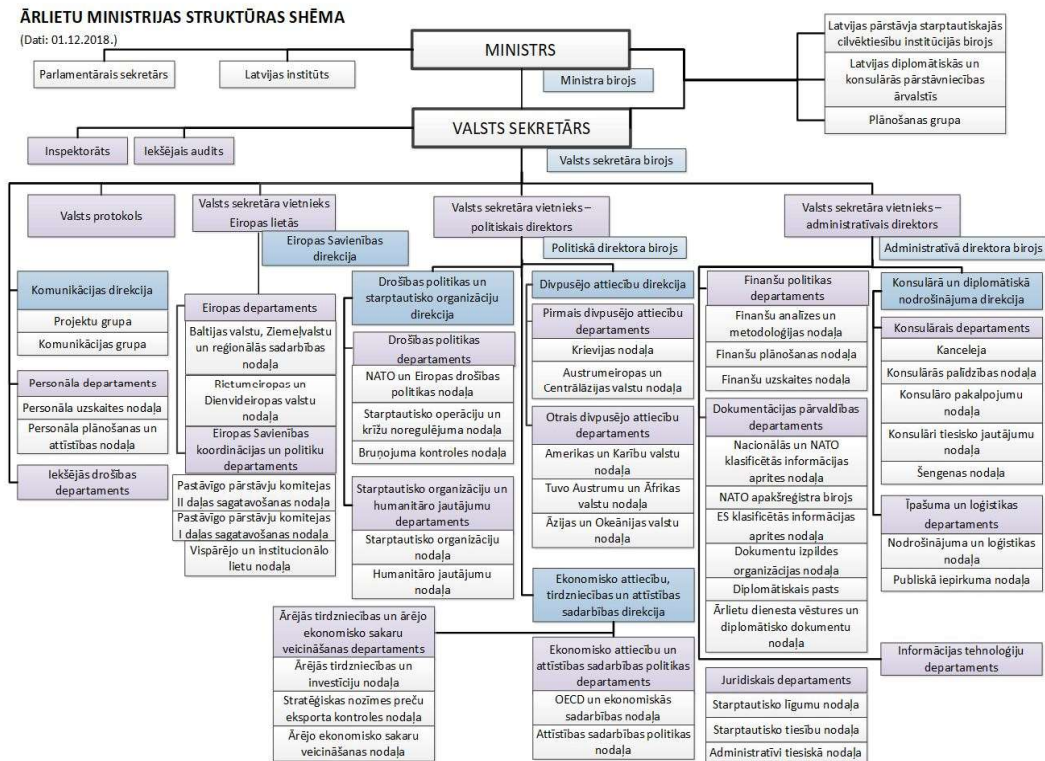 ĀRLIETU MINISTRIJAS STRUKTŪRAS SHĒMA
(Dati: 01.12.2018.)
MINISTRS
Ministra birojs
Parlamentārais sekretārs
Latvijas institūts
Latvijas pārstāvja starptautiskajās
cilvēktiesību institūcijās birojs
Latvijas diplomātiskās un
konsulārās pārstāvniecības
ārvalstīs
Plānošanas grupa
VALSTS SEKRETĀRS
Valsts sekretāra birojs
Inspektorāts
Iekšējais audits
Valsts protokols
Valsts sekretāra vietnieks
Eiropas lietās
Eiropas Savienības
direkcija
Valsts sekretāra vietnieks –
politiskais direktors
Politiskā direktora birojs
Valsts sekretāra vietnieks –
administratīvais direktors
Administratīvā direktora birojs
Komunikācijas direkcija
Projektu grupa
Komunikācijas grupa
Personāla departaments
Personāla uzskaites nodaļa
Personāla plānošanas un
attīstības nodaļa
Iekšējās drošības
departaments
Eiropas departaments
Baltijas valstu, Ziemeļvalstu
un reģionālās sadarbības
nodaļa
Rietumeiropas un
Dienvideiropas valstu
nodaļa
Eiropas Savienības
koordinācijas un politiku
departaments
Pastāvīgo pārstāvju komitejas
II daļas sagatavošanas nodaļa
Pastāvīgo pārstāvju komitejas
I daļas sagatavošanas nodaļa
Vispārējo un institucionālo
lietu nodaļa
Drošības politikas un
starptautisko organizāciju
direkcija
Drošības politikas
departaments
NATO un Eiropas drošības
politikas nodaļa
Starptautisko operāciju un
krīžu noregulējuma nodaļa
Bruņojuma kontroles nodaļa
Starptautisko organizāciju un
humanitāro jautājumu
departaments
Starptautisko organizāciju
nodaļa
Humanitāro jautājumu
nodaļa
Divpusējo attiecību direkcija
Pirmais divpusējo attiecību
departaments
Krievijas nodaļa
Austrumeiropas un
Centrālāzijas valstu nodaļa
Otrais divpusējo attiecību
departaments
Amerikas un Karību valstu
nodaļa
Tuvo Austrumu un Āfrikas
valstu nodaļa
Āzijas un Okeānijas valstu
nodaļa
Ekonomisko attiecību,
tirdzniecības un attīstības
sadarbības direkcija
Ārējās tirdzniecības un ārējo
ekonomisko sakaru
veicināšanas departaments
Ārējās tirdzniecības un
investīciju nodaļa
Stratēģiskas nozīmes preču
eksporta kontroles nodaļa
Ārējo ekonomisko sakaru
veicināšanas nodaļa
Ekonomisko attiecību un
attīstības sadarbības politikas
departaments
OECD un ekonomiskās
sadarbības nodaļa
Attīstības sadarbības politikas
nodaļa
Finanšu politikas
departaments
Finanšu analīzes un
metodoloģijas nodaļa
Finanšu plānošanas nodaļa
Finanšu uzskaites nodaļa
Dokumentācijas pārvaldības
departaments
Nacionālās un NATO
klasificētās informācijas
aprites nodaļa
NATO apakšreģistra birojs
ES klasificētās informācijas
aprites nodaļa
Dokumentu izpildes
organizācijas nodaļa
Diplomātiskais pasts
Ārlietu dienesta vēstures un
diplomātisko dokumentu
nodaļa
Juridiskais departaments
Starptautisko līgumu nodaļa
Starptautisko tiesību nodaļa
Administratīvi tiesiskā nodaļa
Konsulārā un diplomātiskā
nodrošinājuma direkcija
Konsulārais departaments
Kanceleja
Konsulārās palīdzības nodaļa
Konsulāro pakalpojumu
nodaļa
Konsulāri tiesisko jautājumu
nodaļa
Šengenas nodaļa
Īpašuma un loģistikas
departaments
Nodrošinājuma un loģistikas
nodaļa
Publiskā iepirkuma nodaļa
Informācijas tehnoloģiju
departaments